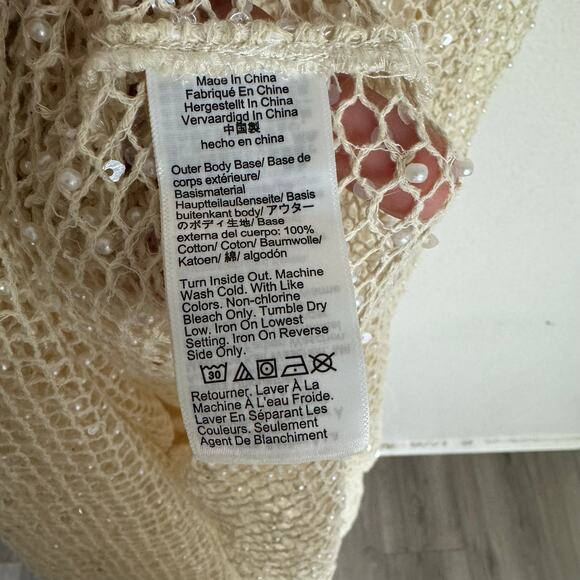 Made In China
Fabriqué En Chine
Hergestellt In China
Vervaardigd In China
中国製
hecho en china
Outer Body Base/ Base de
corps extérieure/
Basismaterial
Hauptteilaußenseite/ Basis
buitenkant body/ アウター
のボディ生地/ Base
externa del cuerpo: 100%
Cotton/ Coton/ Baumwolle/
Katoen/ 綿/ algodón
Turn Inside Out. Machine
Wash Cold. With Like
Colors. Non-chlorine
Bleach Only. Tumble Dry
Low. Iron On Lowest
Setting. Iron On Reverse
Side Only.
30
Retourner. Laver À La
Machine À L'eau Froide.
Laver En Séparant Les
Couleurs. Seulement
Agent De Blanchiment